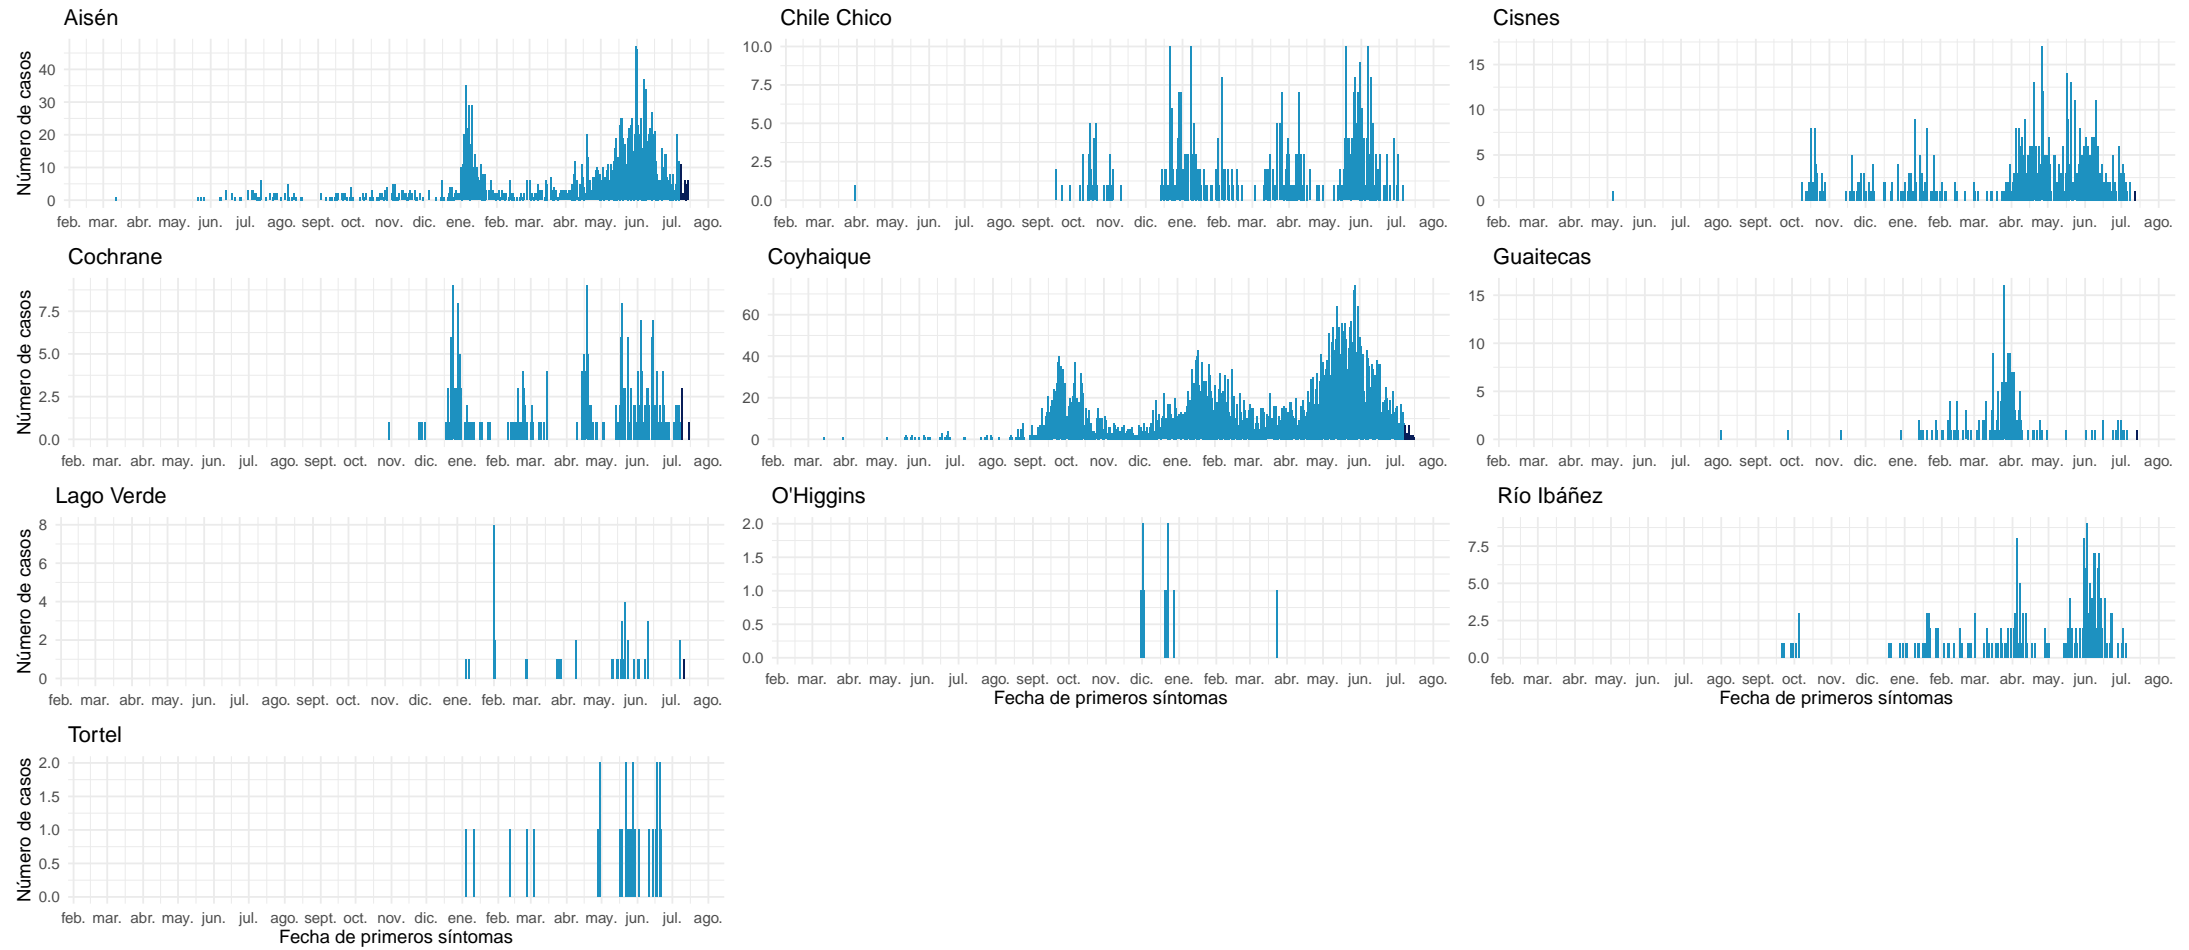 Aisén
Número de casos
40
30
20
10
0
feb. mar. abr. may. jun. jul. ago. sept. oct. nov. dic. ene. feb. mar. abr. may. jun. jul. ago.
Chile Chico
10.0
7.5
5.0
2.5
0.0
feb. mar. abr. may. jun. jul. ago. sept. oct. nov. dic. ene. feb. mar. abr. may. jun. jul. ago.
Cisnes
15
10
5
0
feb. mar. abr. may. jun. jul. ago. sept. oct. nov. dic. ene. feb. mar. abr. may. jun. jul. ago.
Cochrane
Número de casos
7.5
5.0
2.5
0.0
feb. mar. abr. may. jun. jul. ago. sept. oct. nov. dic. ene. feb. mar. abr. may. jun. jul. ago.
Coyhaique
60
40
20
0
feb. mar. abr. may. jun. jul. ago. sept. oct. nov. dic. ene. feb. mar. abr. may. jun. jul. ago.
Guaitecas
15
10
5
0
feb. mar. abr. may. jun. jul. ago. sept. oct. nov. dic. ene. feb. mar. abr. may. jun. jul. ago.
Lago Verde
Número de casos
8
6
4
2
0
feb. mar. abr. may. jun. jul. ago. sept. oct. nov. dic. ene. feb. mar. abr. may. jun. jul. ago.
O'Higgins
2.0
1.5
1.0
0.5
0.0
feb. mar. abr. may. jun. jul. ago. sept. oct. nov. dic. ene. feb. mar. abr. may. jun. jul. ago.
Fecha de primeros síntomas
Río Ibáñez
7.5
5.0
2.5
0.0
feb. mar. abr. may. jun. jul. ago. sept. oct. nov. dic. ene. feb. mar. abr. may. jun. jul. ago.
Fecha de primeros síntomas
Tortel
Número de casos
2.0
1.5
1.0
0.5
0.0
feb. mar. abr. may. jun. jul. ago. sept. oct. nov. dic. ene. feb. mar. abr. may. jun. jul. ago.
Fecha de primeros síntomas